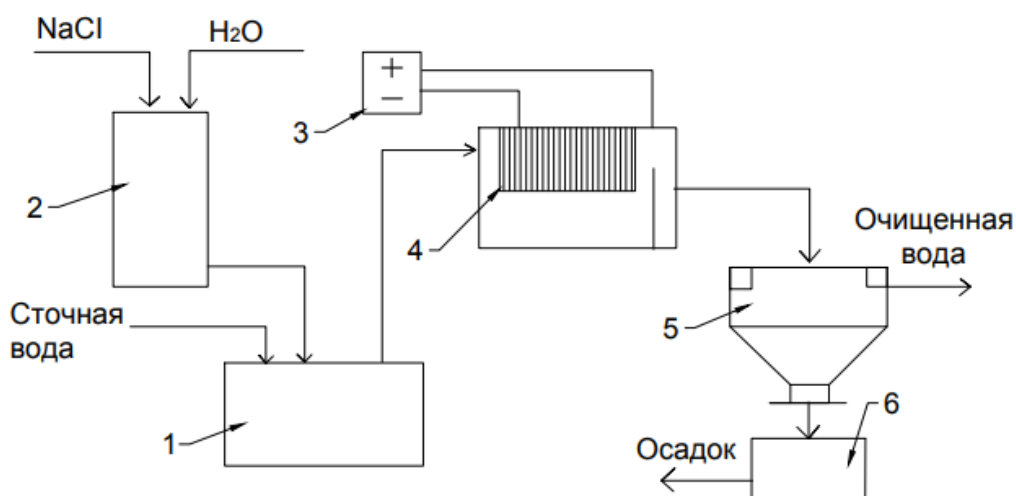 NaCl
H2O
+
−
3
2
4
Очищенная
вода
Сточная
вода
5
1
6
Осадок